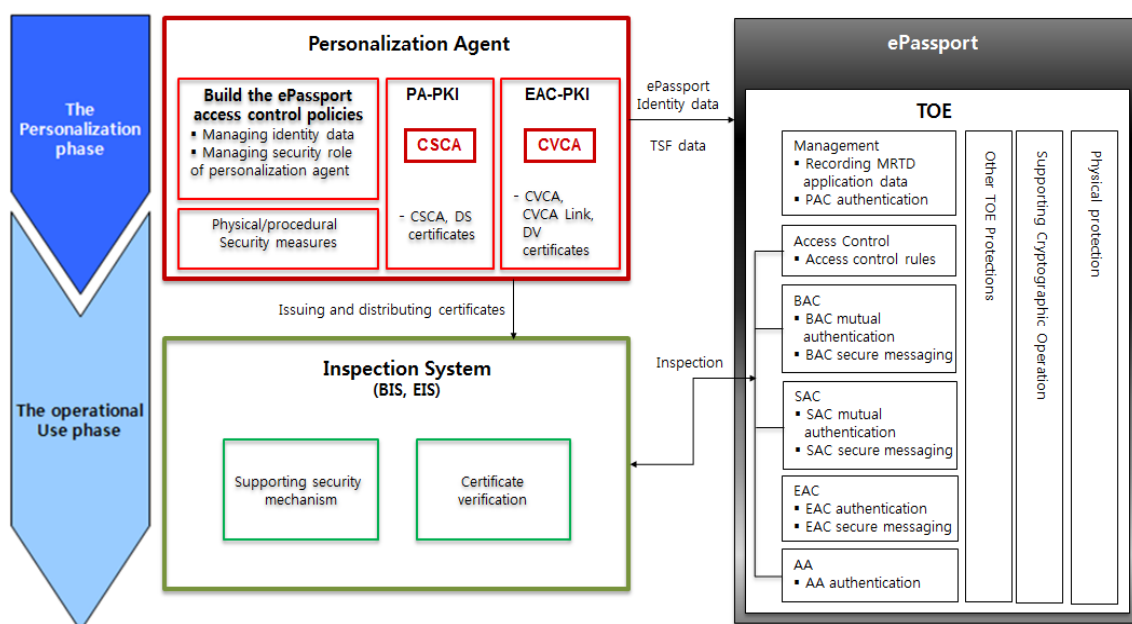 The
Personalization
phase
The operational
Use phase
Personalization Agent
Build the ePassport
access control policies
▪ Managing identity data
▪ Managing security role
of personalization agent
Physical/procedural
Security measures
PA-PKI
CSCA
- CSCA, DS
certificates
EAC-PKI
CVCA
- CVCA,
CVCA Link,
DV
certificates
Issuing and distributing certificates
Inspection System
(BIS, EIS)
Supporting security
mechanism
Certificate
verification
ePassport
Identity data
TSF data
Inspection
ePassport
TOE
Management
▪ Recording MRTD
application data
▪ PAC authentication
Access Control
▪ Access control rules
BAC
▪ BAC mutual
authentication
▪ BAC secure messaging
SAC
▪ SAC mutual
authentication
▪ SAC secure messaging
EAC
▪ EAC authentication
▪ EAC secure messaging
AA
▪ AA authentication
Other TOE Protections
Supporting Cryptographic Operation
Physical protection